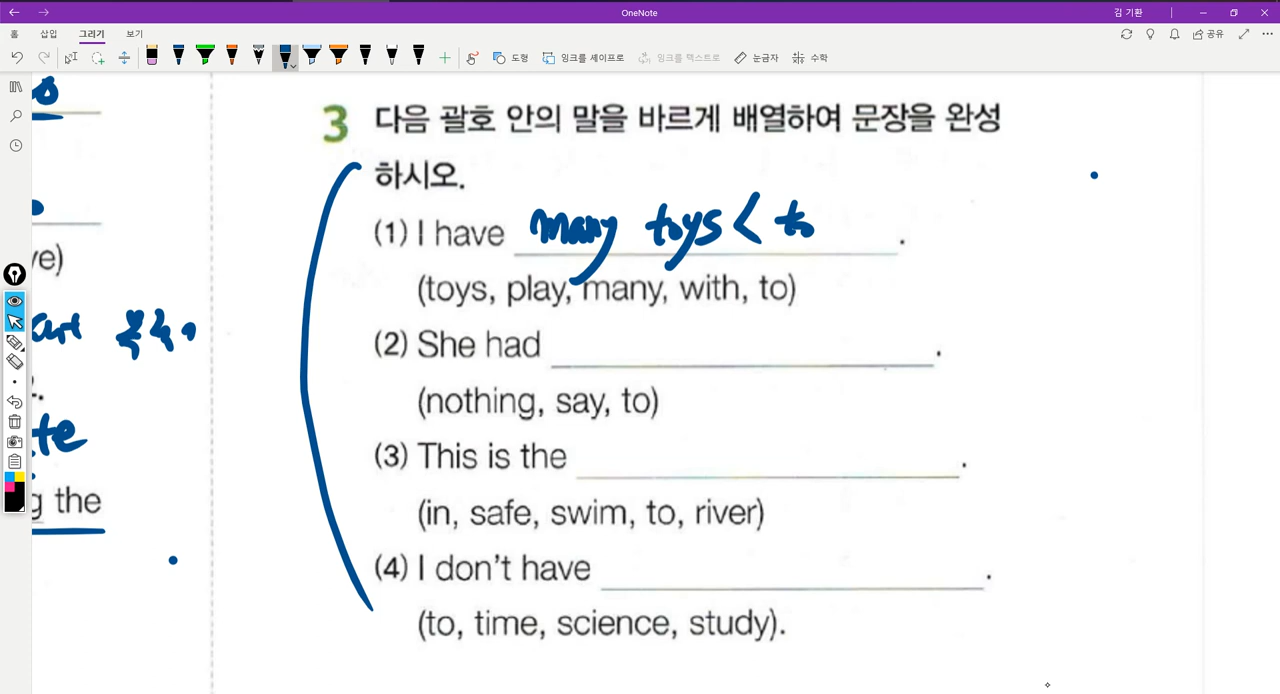 OneNote
김 기환
홈 삽입 그리기 보기
공유
도형 잉크를 셰이프로 잉크를 텍스트로 눈금자 수학
3 다음 괄호 안의 말을 바르게 배열하여 문장을 완성
하시오.
(1) I have many toys < to .
(toys, play, many, with, to)
ve)
(2) She had .
(nothing, say, to)
(3) This is the .
g the
(in, safe, swim, to, river)
(4) I don't have .
(to, time, science, study).